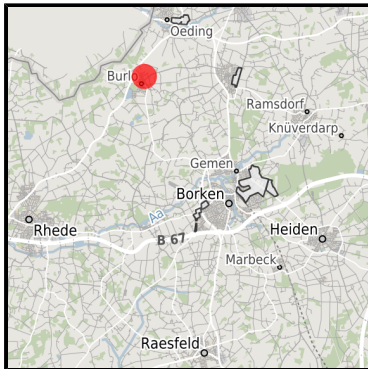 Oeding
Burlo
Ramsdorf
Knüverdarp
Gemen
Borken
Aa
Rhede
B 67
Heiden
Marbeck
Raesfeld